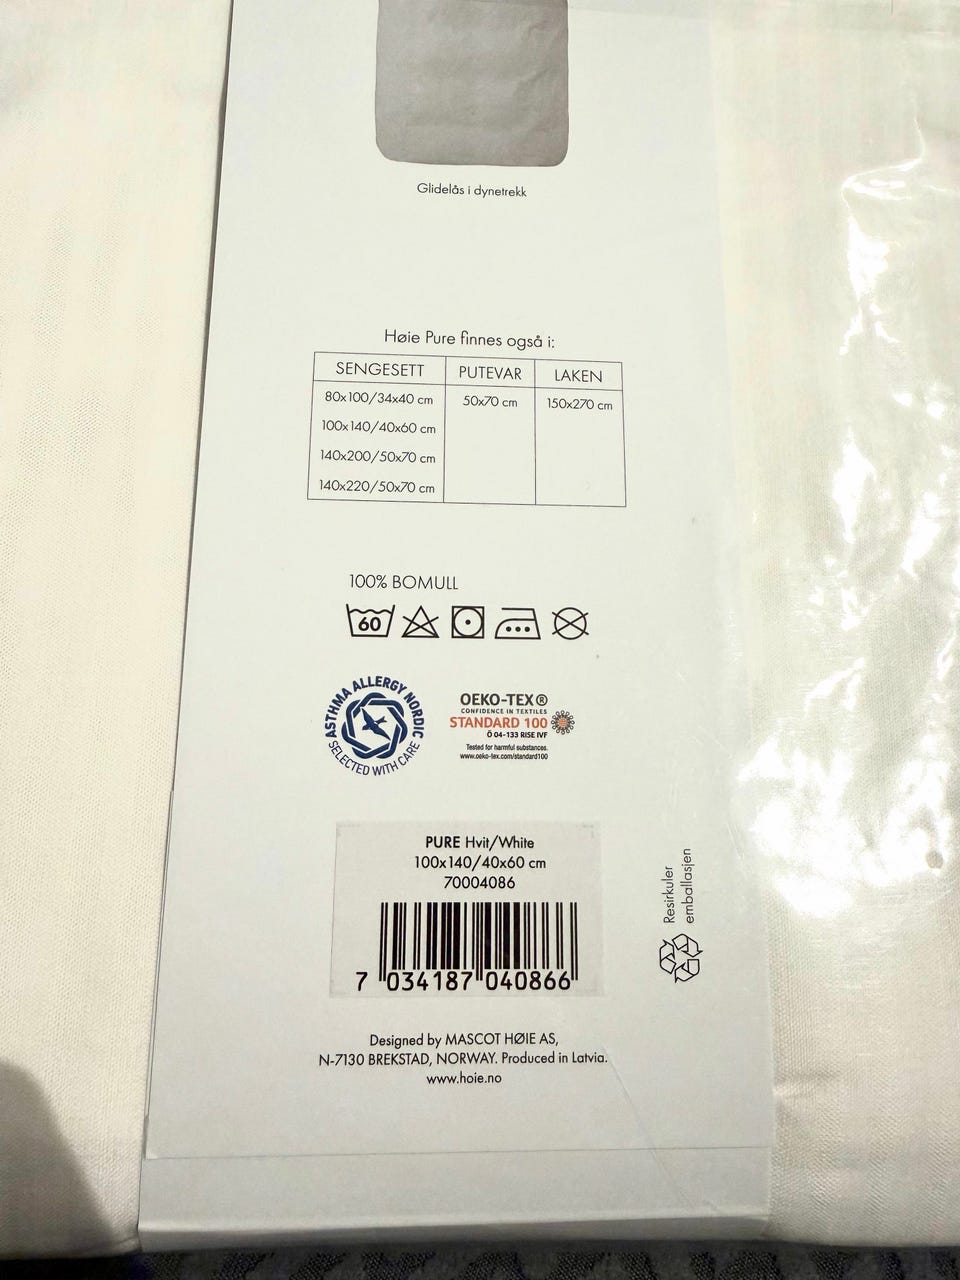 Glidelås i dynetrekk
Høie Pure finnes også i:
SENGESETT PUTEVAR LAKEN
80x100/34x40 cm 50x70 cm 150x270 cm
100x140/40x60 cm
140x200/50x70 cm
140x220/50x70 cm
100% BOMULL
60
ASTHMA ALLERGY NORDIC
SELECTED WITH CARE
OEKO-TEX®
CONFIDENCE IN TEXTILES
STANDARD 100
Ö 04-133 RISE IVF
Tested for harmful substances.
www.oeko-tex.com/standard100
PURE Hvit/White
100x140/40x60 cm
70004086
7 034187 040866
Resirkuler
emballasjen
Designed by MASCOT HØIE AS,
N-7130 BREKSTAD, NORWAY. Produced in Latvia.
www.hoie.no